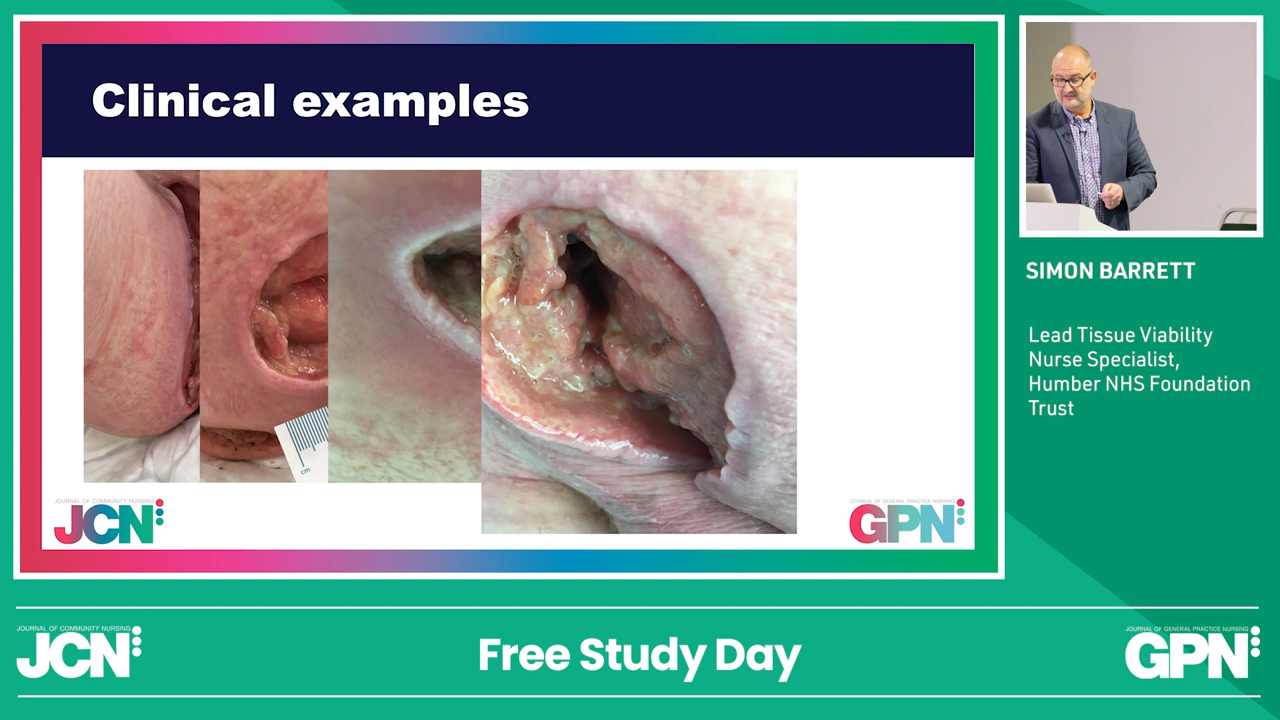 Clinical examples
cm
JOURNAL OF COMMUNITY NURSING
JCN
JOURNAL OF GENERAL PRACTICE NURSING
GPN
SIMON BARRETT
Lead Tissue Viability
Nurse Specialist,
Humber NHS Foundation
Trust
JOURNAL OF COMMUNITY NURSING
JCN
Free Study Day
JOURNAL OF GENERAL PRACTICE NURSING
GPN